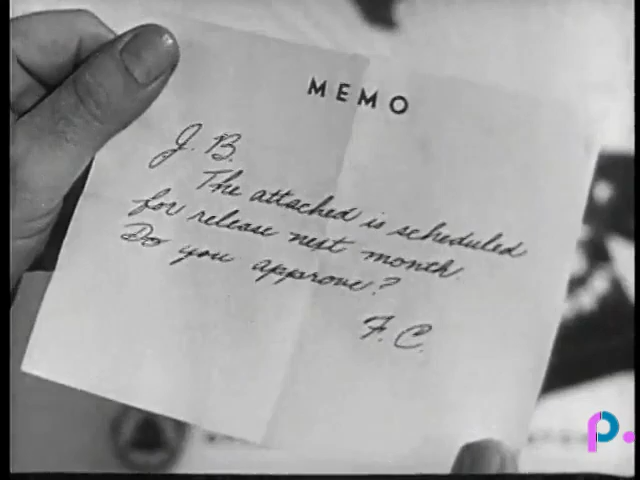 MEMO
J. B.
The attached is scheduled
for release next month.
Do you approve?
F. C.
p.